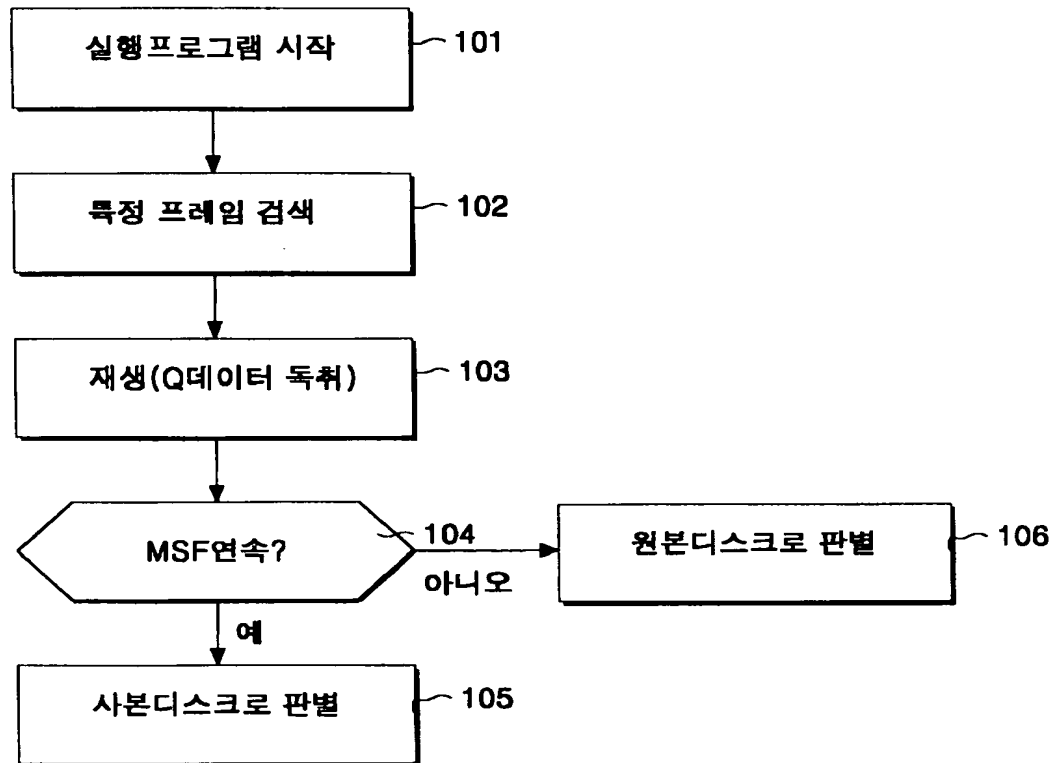 실행프로그램 시작
101
특정 프레임 검색
102
재생(Q데이터 독취)
103
MSF연속?
104
아니오
원본디스크로 판별
106
예
사본디스크로 판별
105